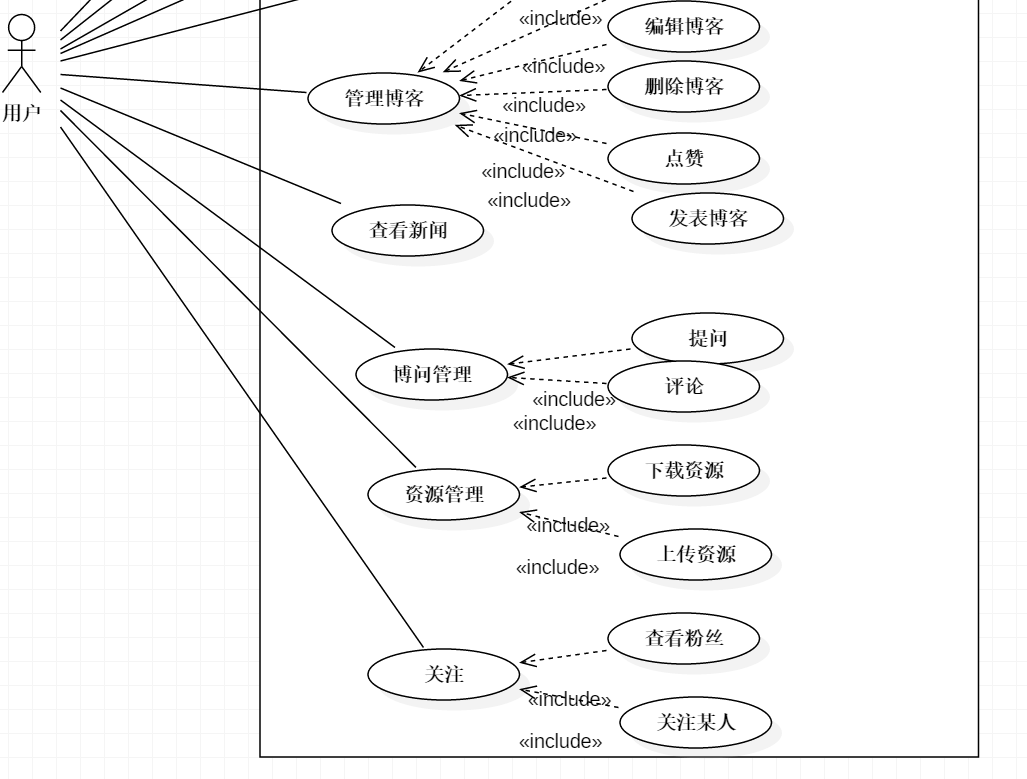 «include»
编辑博客
«include»
删除博客
用户
管理博客
«include»
«include»
点赞
«include»
«include»
发表博客
查看新闻
提问
博问管理
评论
«include»
«include»
下载资源
资源管理
«include»
上传资源
«include»
查看粉丝
关注
«include»
关注某人
«include»